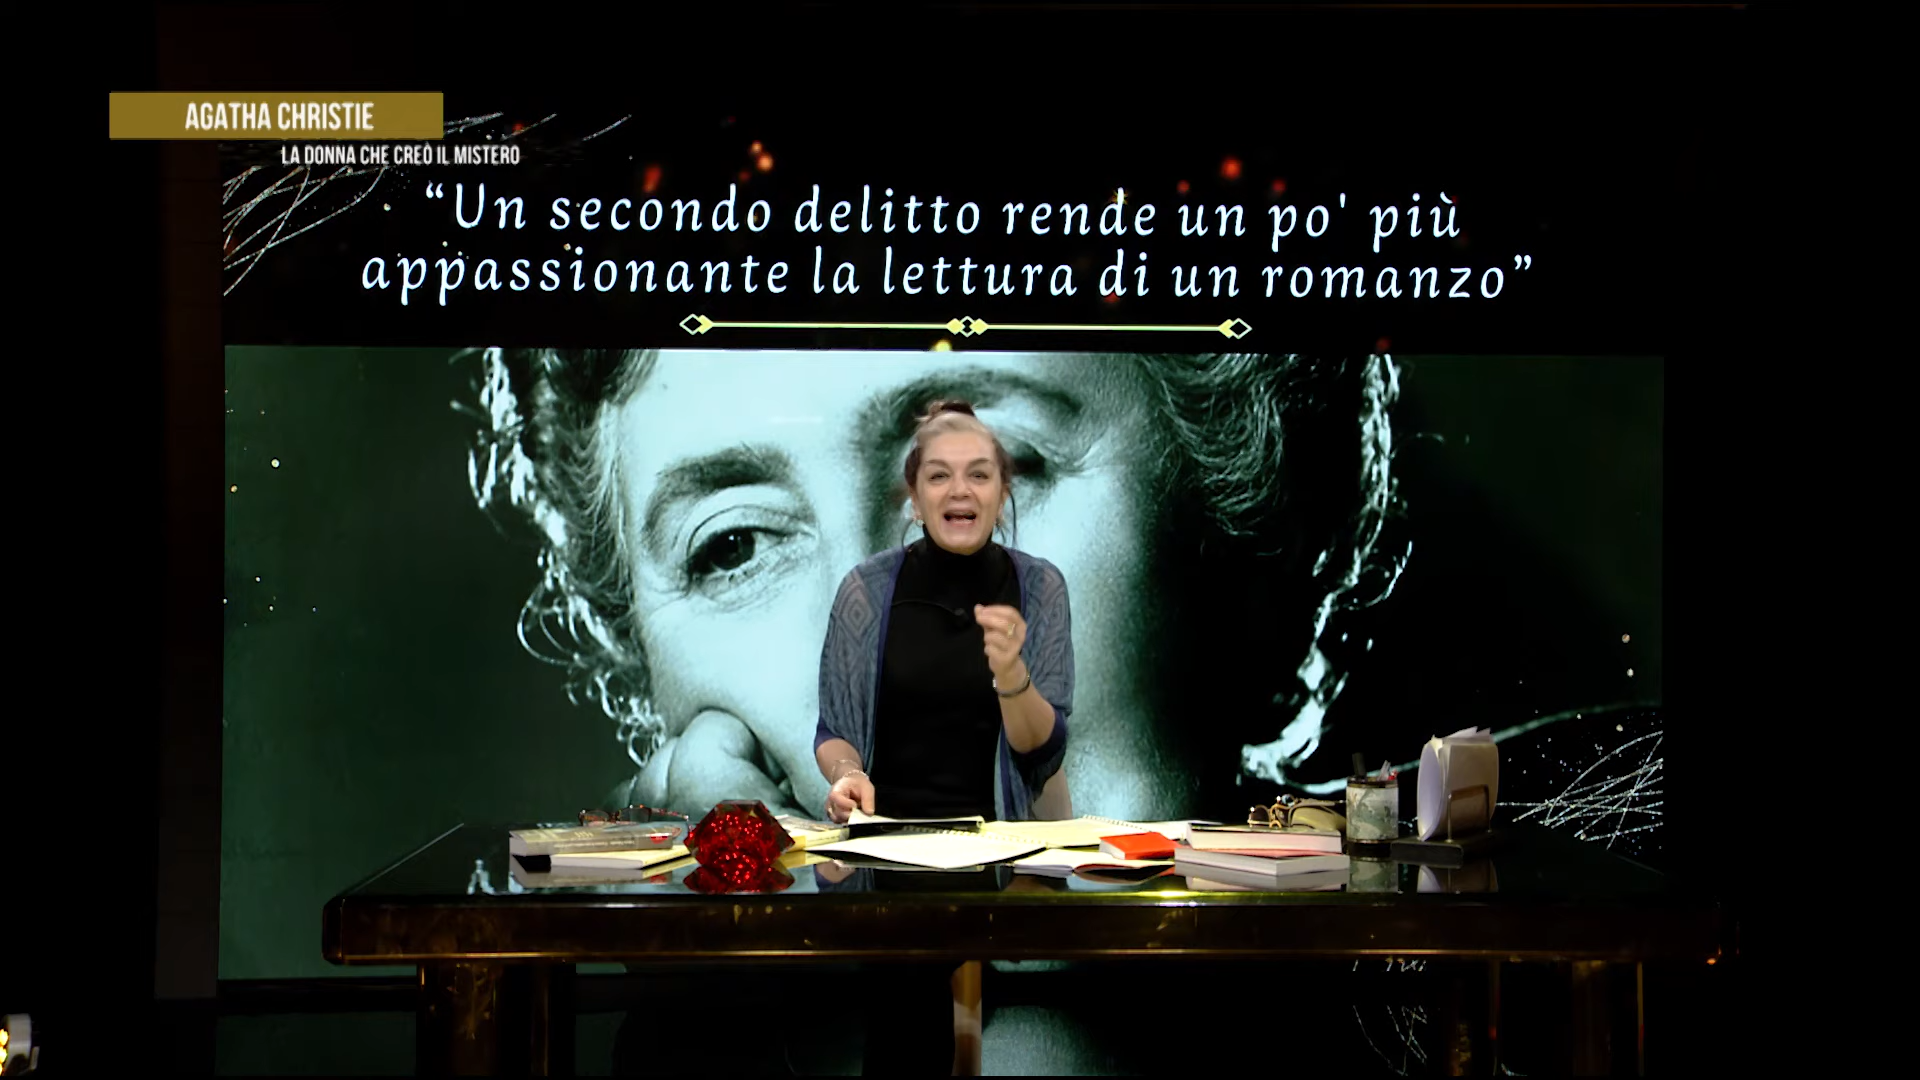 AGATHA CHRISTIE
LA DONNA CHE CREÒ IL MISTERO
“Un secondo delitto rende un po' più
appassionante la lettura di un romanzo”